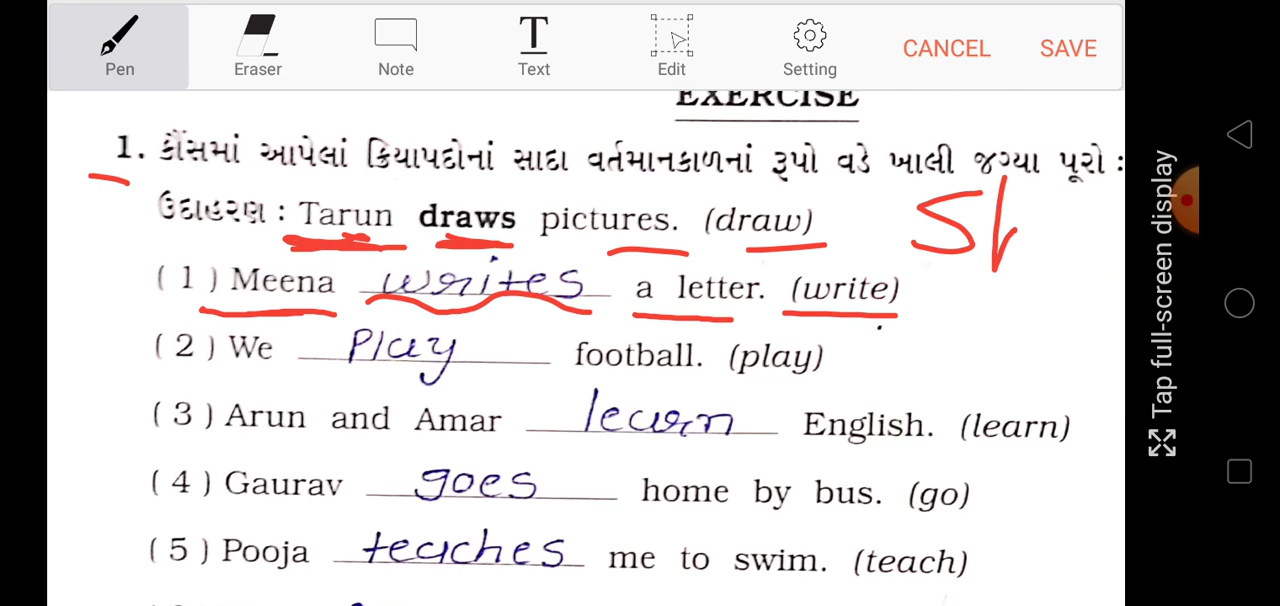 Pen Eraser Note Text Edit Setting CANCEL SAVE
EXERCISE
1. કૌંસમાં આપેલાં ક્રિયાપદોનાં સાદા વર્તમાનકાળનાં રૂપો વડે ખાલી જગ્યા પૂરો :
ઉદાહરણ : Tarun draws pictures. (draw)
(1) Meena writes a letter. (write)
(2) We Play football. (play)
(3) Arun and Amar learn English. (learn)
(4) Gaurav goes home by bus. (go)
(5) Pooja teaches me to swim. (teach)
Tap full-screen display